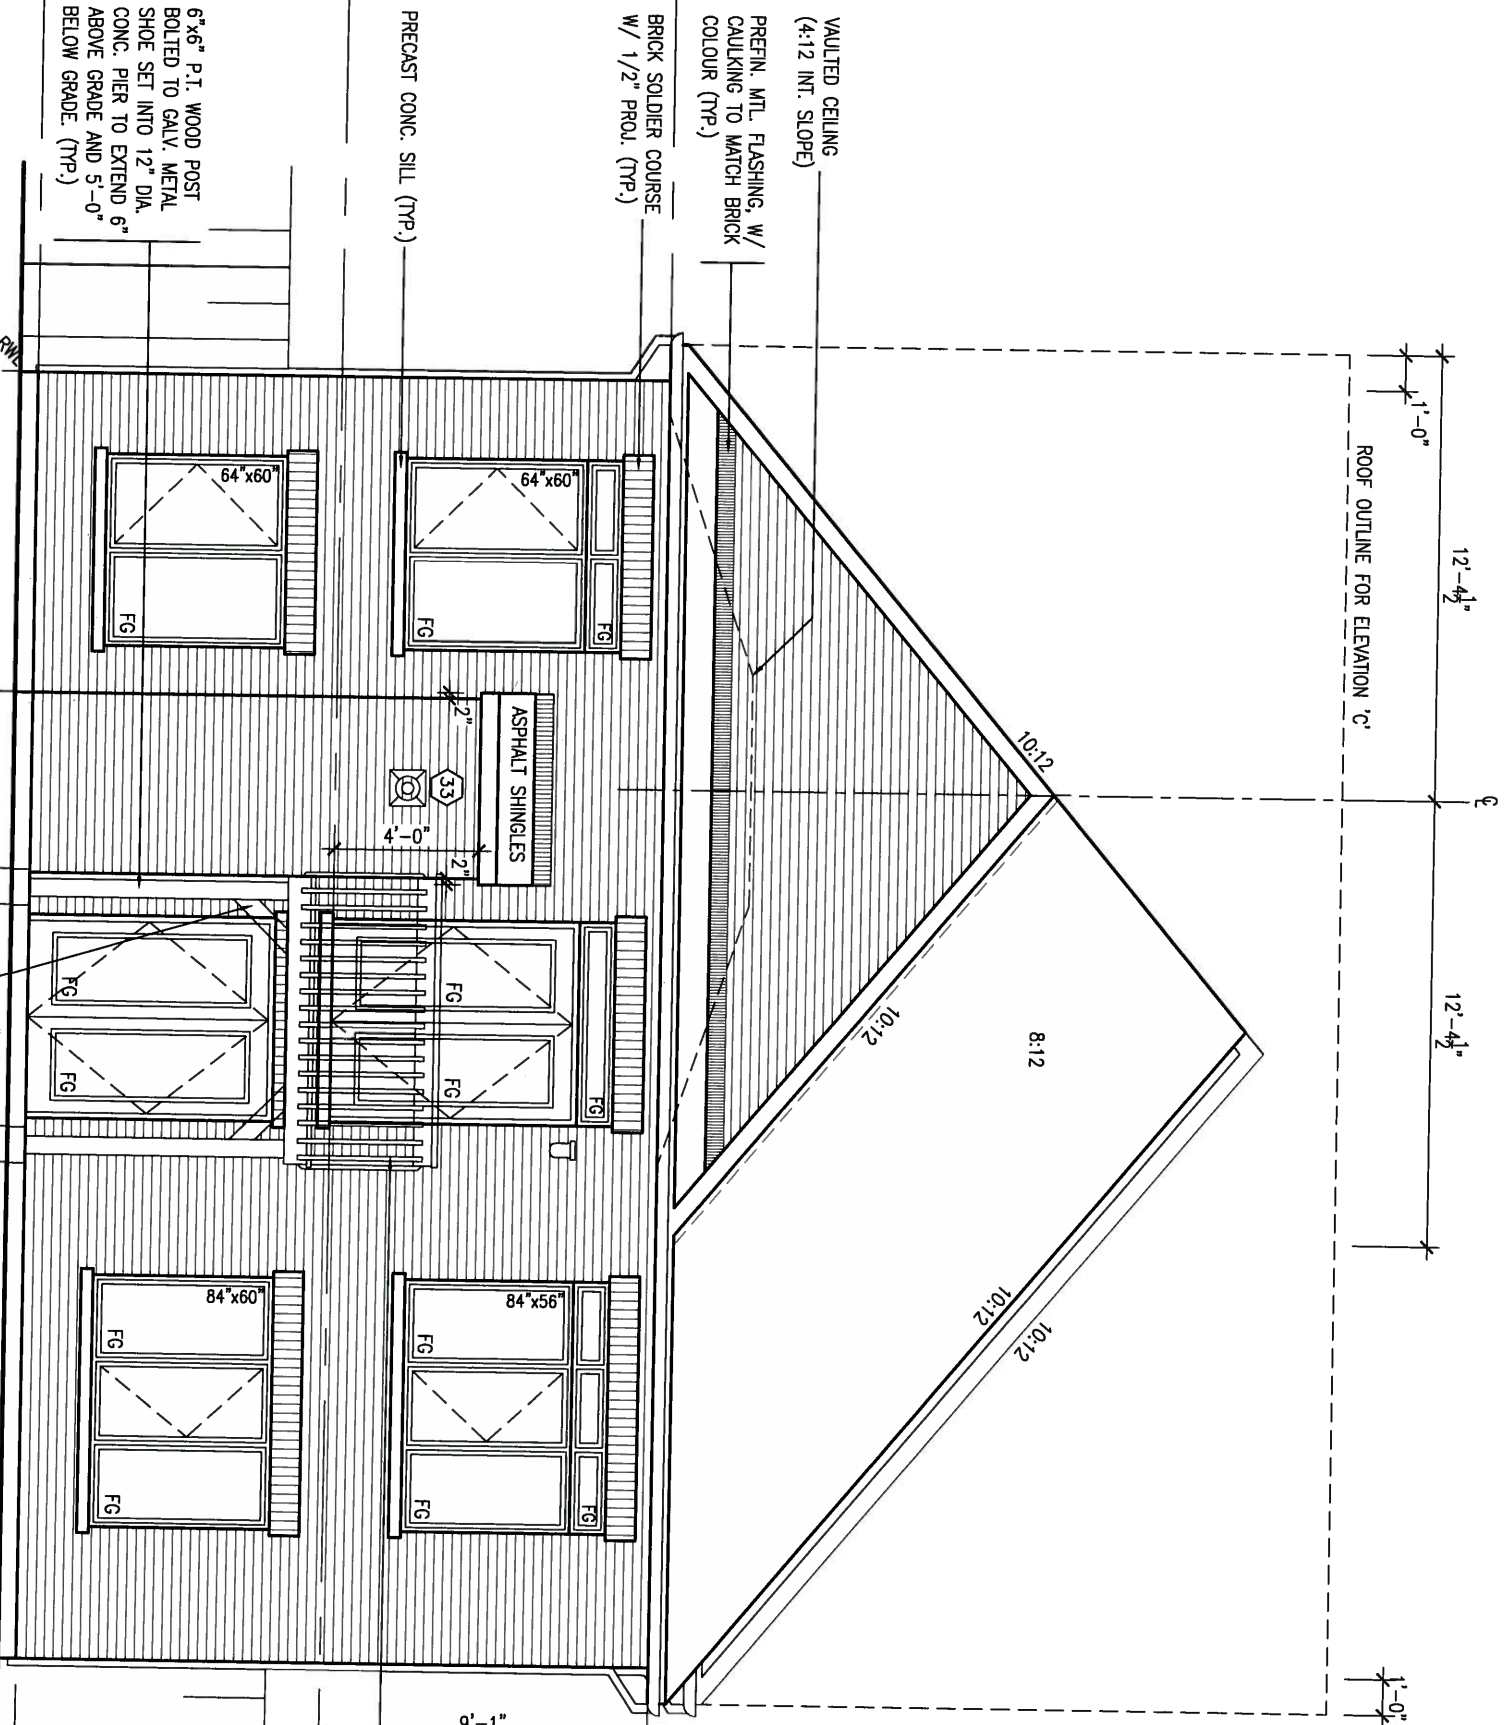 12'-4½"
12'-4½"
℄
1'-0"
1'-0"
ROOF OUTLINE FOR ELEVATION 'C'
VAULTED CEILING
(4:12 INT. SLOPE)
PREFIN. MTL. FLASHING, W/
CAULKING TO MATCH BRICK
COLOUR (TYP.)
BRICK SOLDIER COURSE
W/ 1/2" PROJ. (TYP.)
PRECAST CONC. SILL (TYP.)
6"x6" P.T. WOOD POST
BOLTED TO GALV. METAL
SHOE SET INTO 12" DIA.
CONC. PIER TO EXTEND 6"
ABOVE GRADE AND 5'-0"
BELOW GRADE. (TYP.)
10:12
8:12
10:12
10:12
10:12
FG
FG
FG
64"x60"
FG
84"x56"
FG
ASPHALT SHINGLES
2"
2"
33
4'-0"
FG
FG
FG
FG
9'-1"
64"x60"
FG
84"x60"
FG
FG
FG
FG
RWL